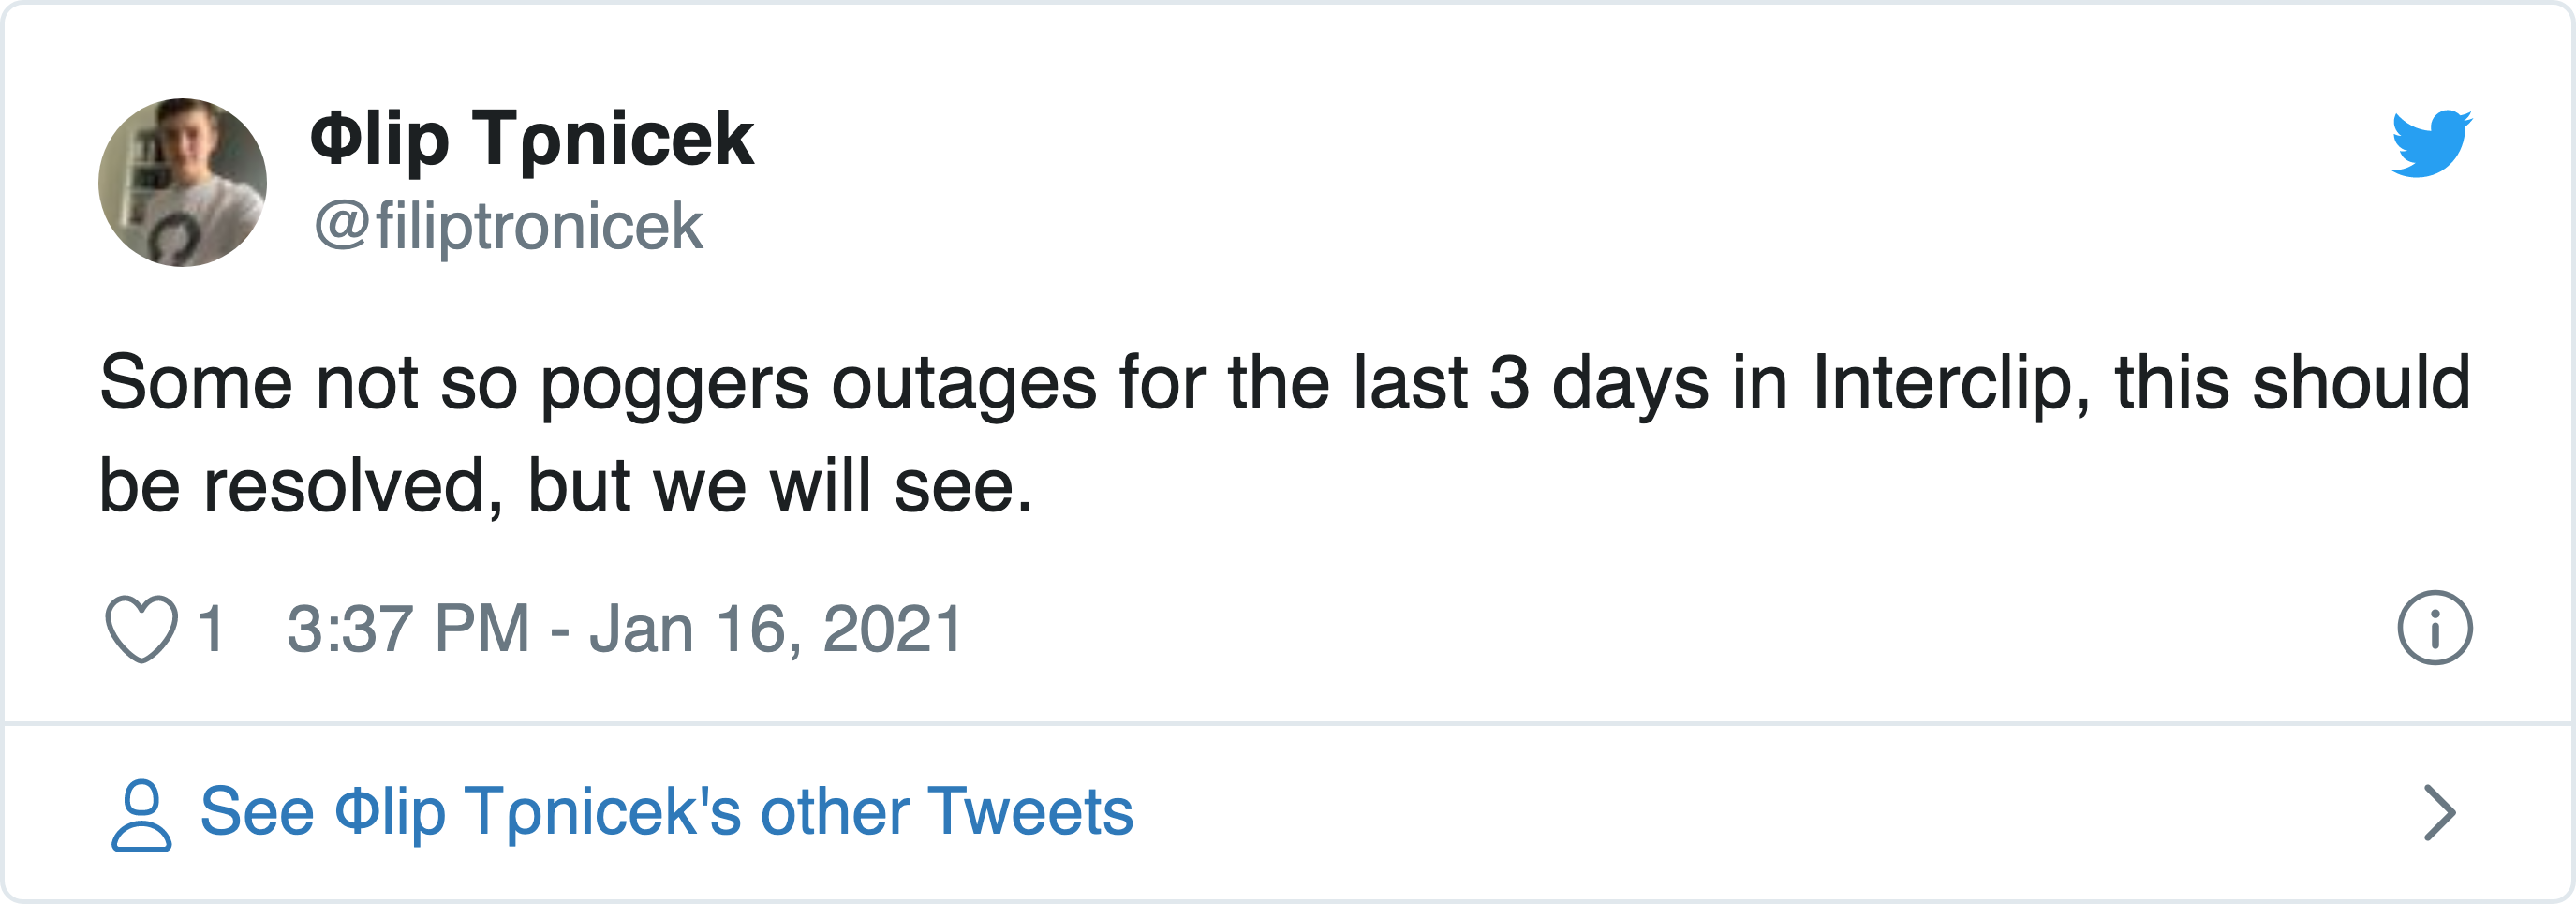 Φlip Tρnicek
@filiptronicek
Some not so poggers outages for the last 3 days in Interclip, this should
be resolved, but we will see.
1 3:37 PM - Jan 16, 2021
See Φlip Tρnicek's other Tweets